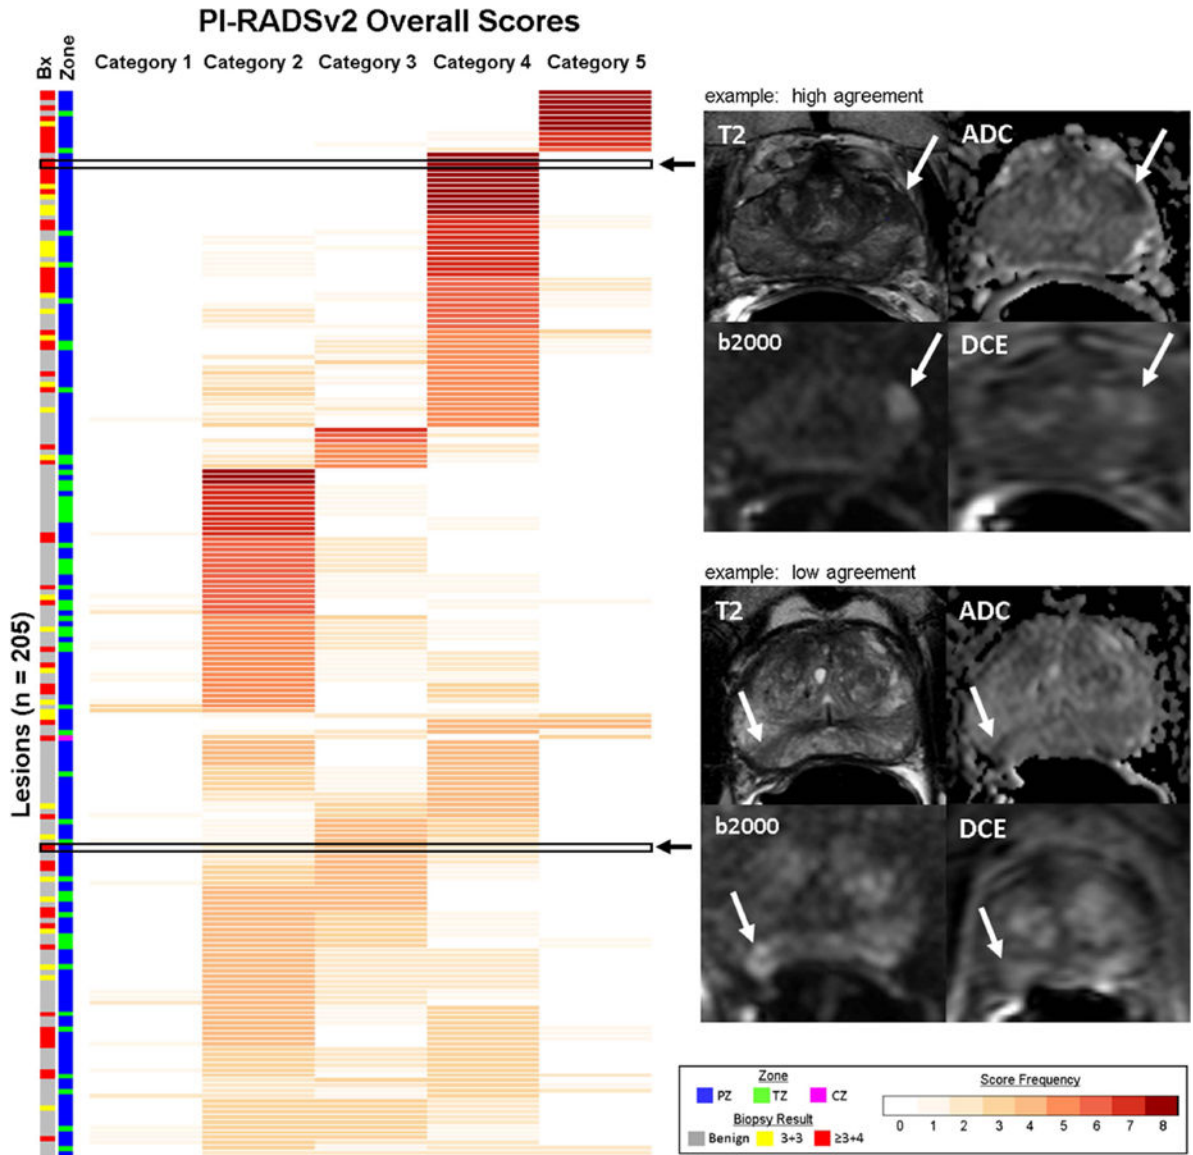 PI-RADSv2 Overall Scores
Bx
Zone
Category 1 Category 2 Category 3 Category 4 Category 5
Lesions (n = 205)
example: high agreement
T2
ADC
b2000
DCE
example: low agreement
T2
ADC
b2000
DCE
Zone
PZ TZ CZ
Biopsy Result
Benign 3+3 ≥3+4
Score Frequency
0 1 2 3 4 5 6 7 8